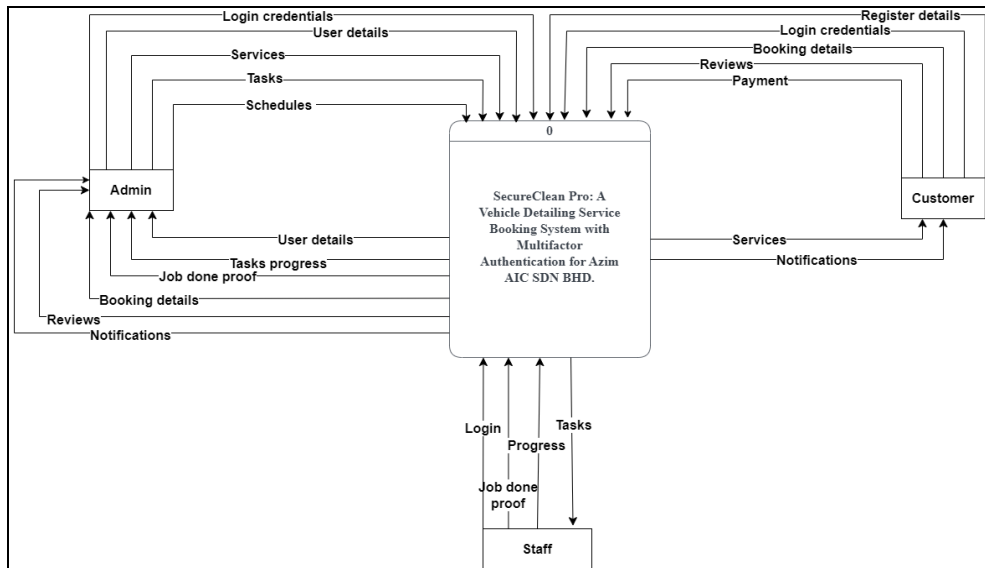 Login credentials
Register details
User details
Login credentials
Services
Booking details
Tasks
Reviews
Schedules
Payment
0
Admin
Customer
SecureClean Pro: A
Vehicle Detailing Service
Booking System with
Multifactor
Authentication for Azim
AIC SDN BHD.
User details
Services
Tasks progress
Notifications
Job done proof
Booking details
Reviews
Notifications
Login
Progress
Tasks
Job done
proof
Staff